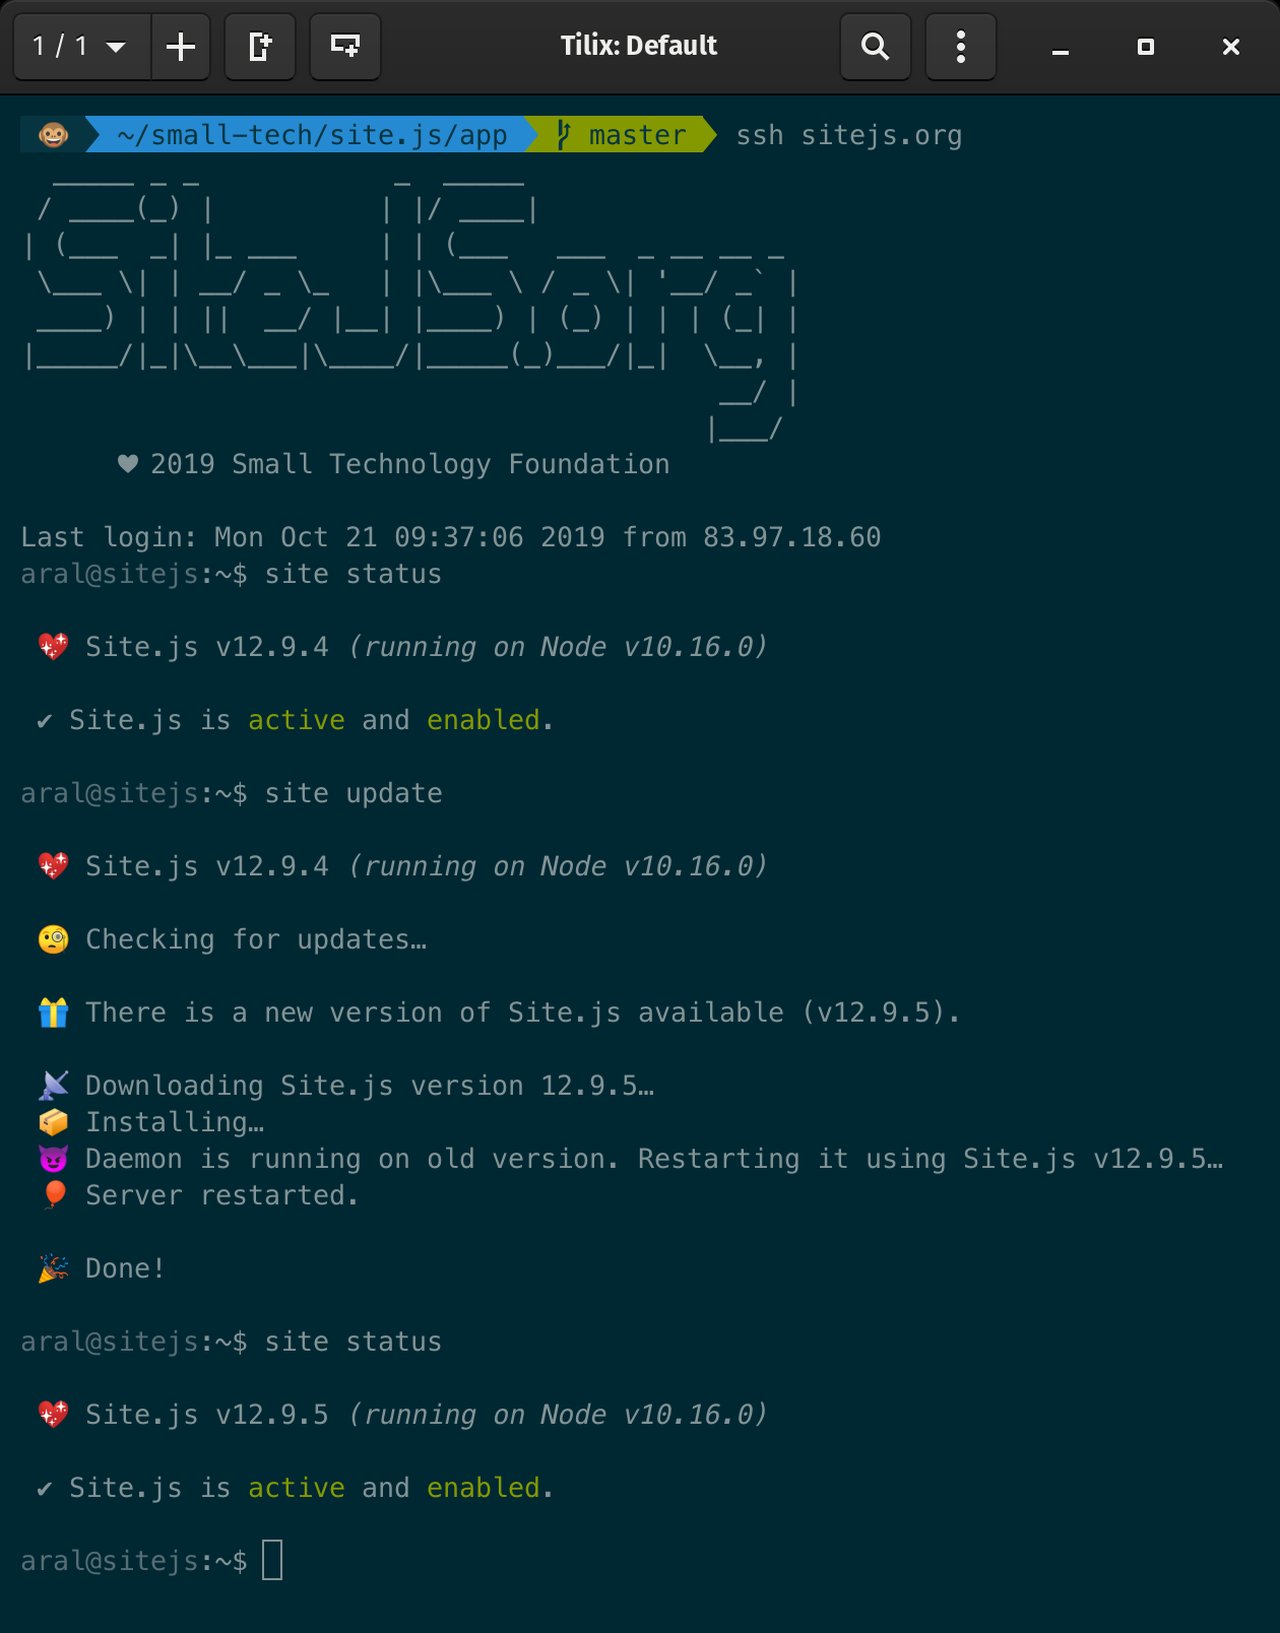 1 / 1
Tilix: Default
🐵 ~/small-tech/site.js/app master ssh sitejs.org
  _____ _ _            _  _____
 / ____(_) |          | |/ ____|
| (___  _| |_ ___     | | (___   ___  _ __ __ _
 \___ \| | __/ _ \_   | |\___ \ / _ \| '__/ _` |
 ____) | | ||  __/ |__| |____) | (_) | | | (_| |
|_____/|_|\__\___|\____/|_____(_)___/|_|  \__, |
                                           __/ |
                                          |___/
♥ 2019 Small Technology Foundation
Last login: Mon Oct 21 09:37:06 2019 from 83.97.18.60
aral@sitejs:~$ site status
💖 Site.js v12.9.4 (running on Node v10.16.0)
✔ Site.js is active and enabled.
aral@sitejs:~$ site update
💖 Site.js v12.9.4 (running on Node v10.16.0)
🧐 Checking for updates…
🎁 There is a new version of Site.js available (v12.9.5).
📡 Downloading Site.js version 12.9.5…
📦 Installing…
😈 Daemon is running on old version. Restarting it using Site.js v12.9.5…
🎈 Server restarted.
🎉 Done!
aral@sitejs:~$ site status
💖 Site.js v12.9.5 (running on Node v10.16.0)
✔ Site.js is active and enabled.
aral@sitejs:~$